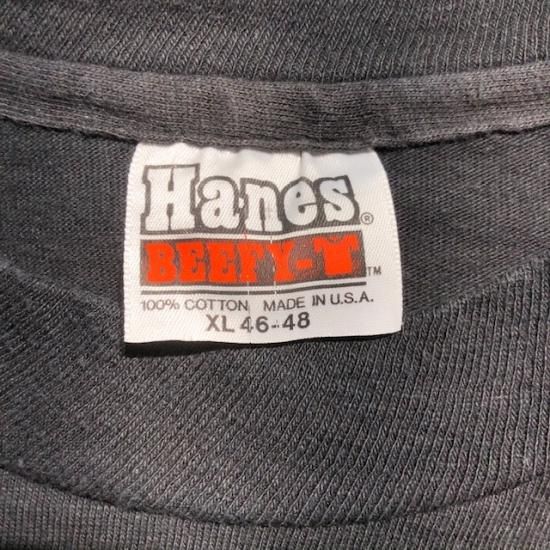 Hanes®
BEEFY-T™
100% COTTON MADE IN U.S.A.
XL 46-48